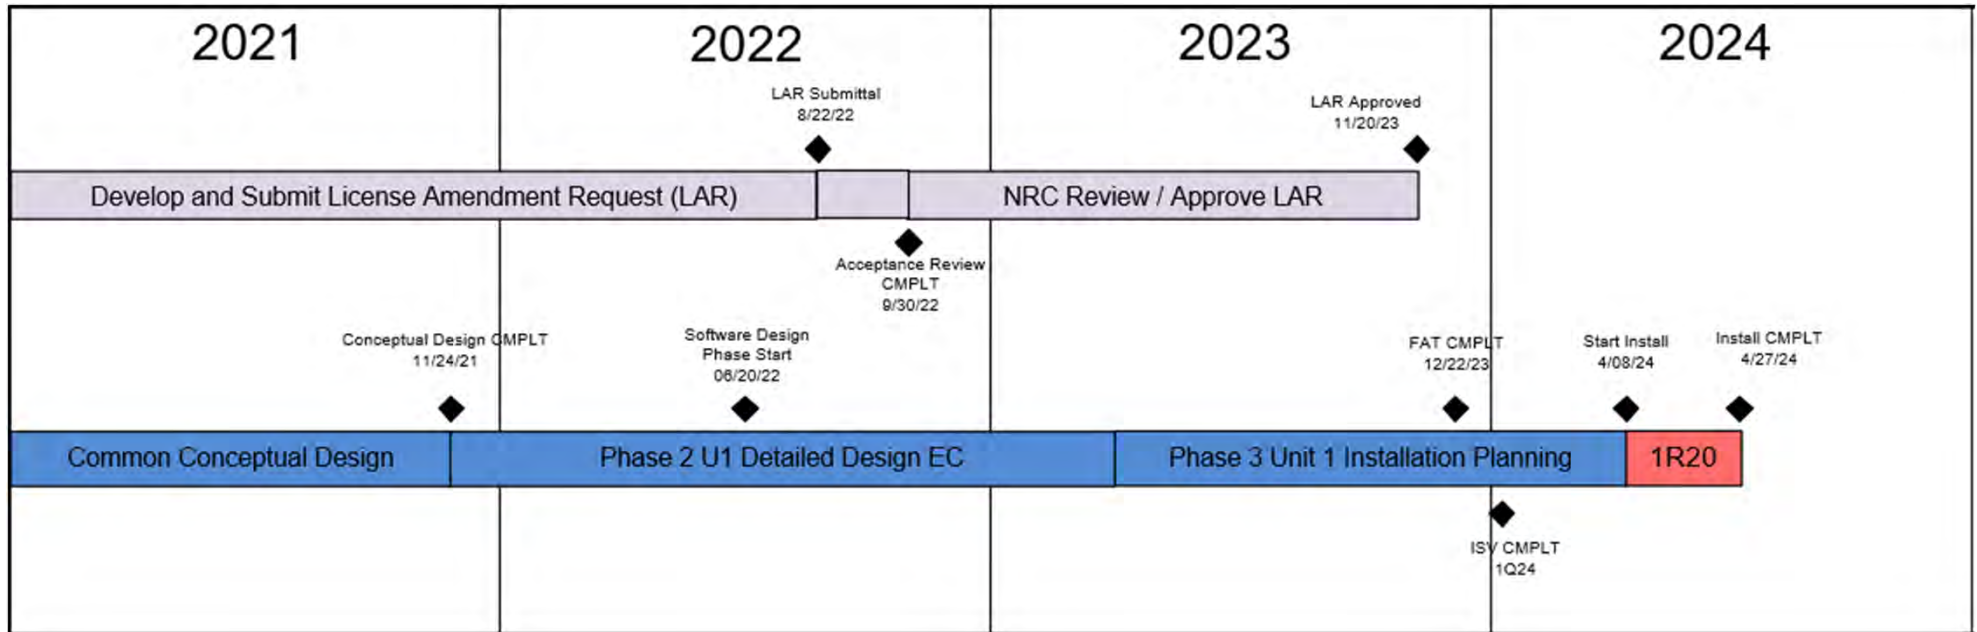 2021
2022
2023
2024
LAR Submittal
8/22/22
LAR Approved
11/20/23
Develop and Submit License Amendment Request (LAR)
NRC Review / Approve LAR
Acceptance Review
CMPLT
9/30/22
Conceptual Design CMPLT
11/24/21
Software Design
Phase Start
06/20/22
FAT CMPLT
12/22/23
Start Install
4/08/24
Install CMPLT
4/27/24
Common Conceptual Design
Phase 2 U1 Detailed Design EC
Phase 3 Unit 1 Installation Planning
1R20
ISV CMPLT
1Q24